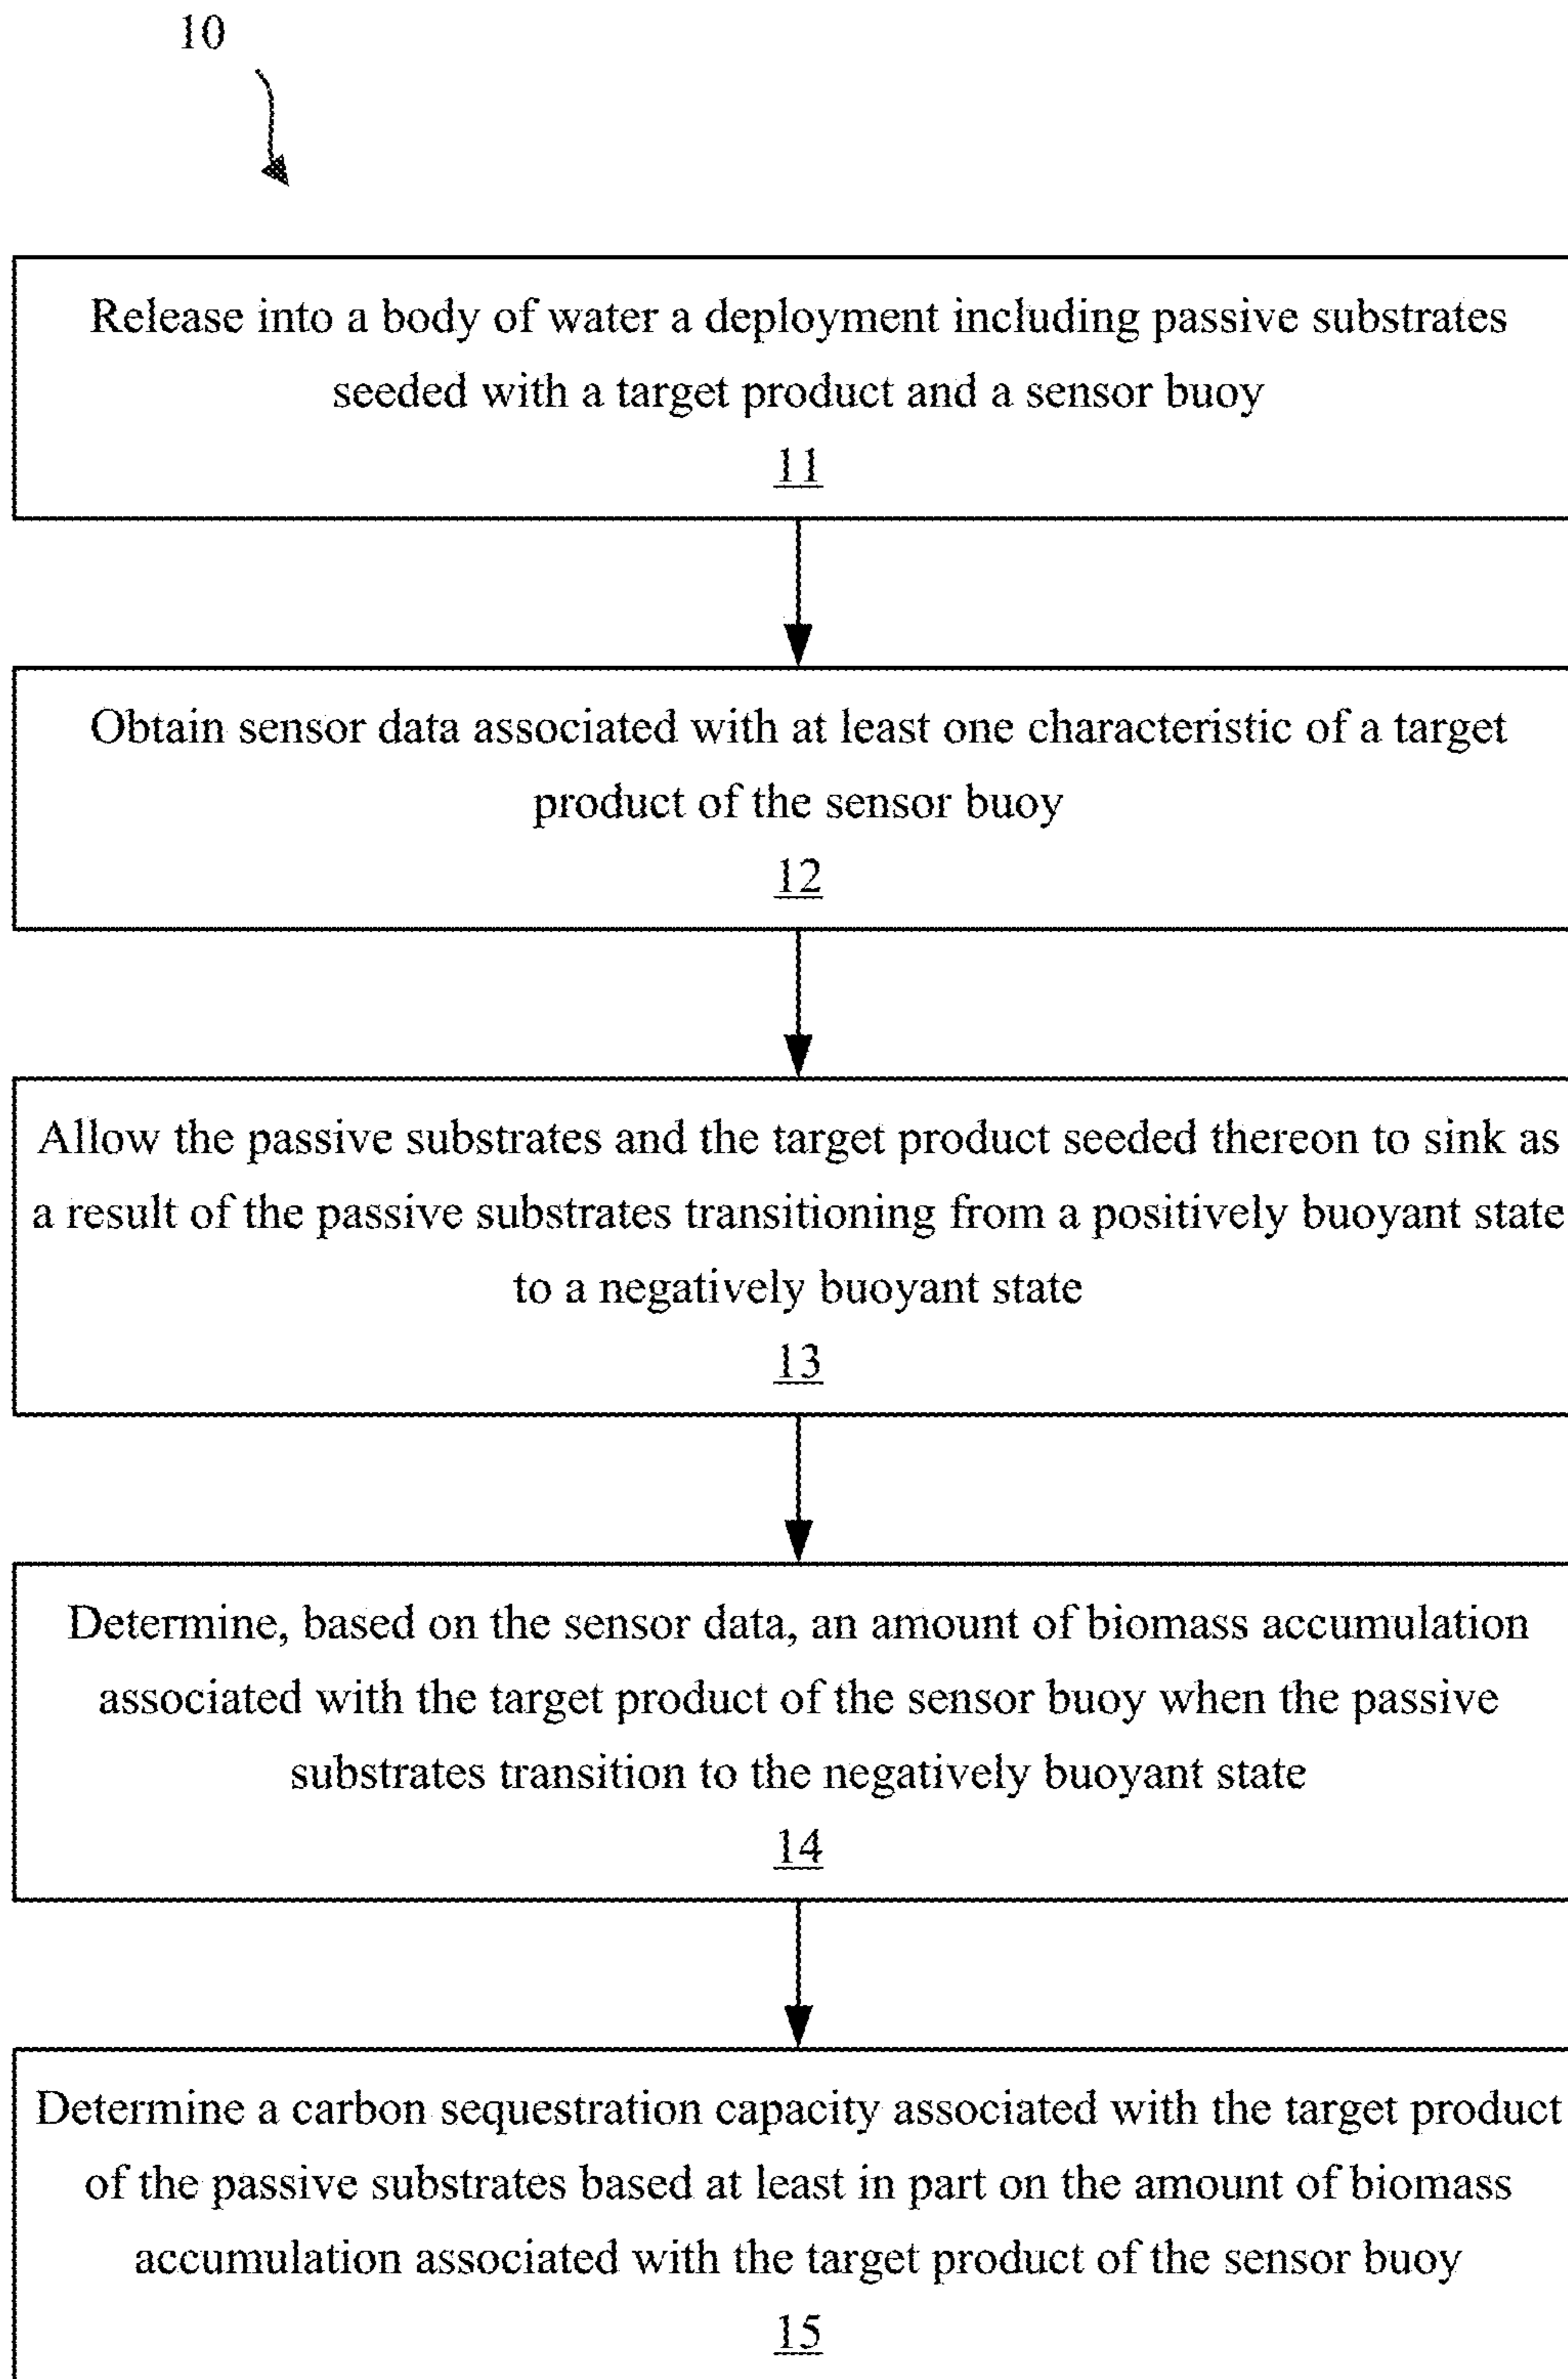 10
Release into a body of water a deployment including passive substrates
seeded with a target product and a sensor buoy
11
Obtain sensor data associated with at least one characteristic of a target
product of the sensor buoy
12
Allow the passive substrates and the target product seeded thereon to sink as
a result of the passive substrates transitioning from a positively buoyant state
to a negatively buoyant state
13
Determine, based on the sensor data, an amount of biomass accumulation
associated with the target product of the sensor buoy when the passive
substrates transition to the negatively buoyant state
14
Determine a carbon sequestration capacity associated with the target product
of the passive substrates based at least in part on the amount of biomass
accumulation associated with the target product of the sensor buoy
15